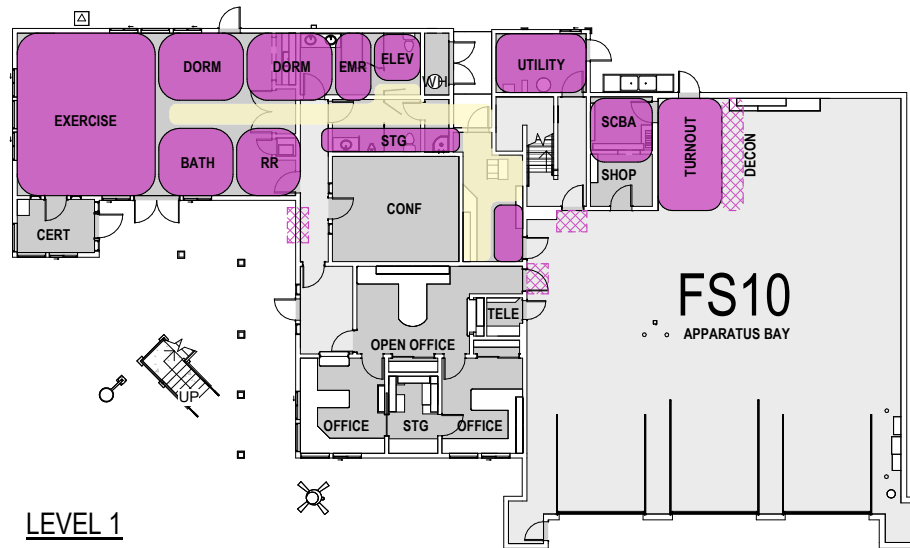 DORM
DORM
EMR
ELEV
WH
UTILITY
EXERCISE
SCBA
STG
TURNOUT
DECON
BATH
RR
SHOP
CONF
CERT
FS10
TELE
APPARATUS BAY
OPEN OFFICE
UP
OFFICE
STG
OFFICE
LEVEL 1